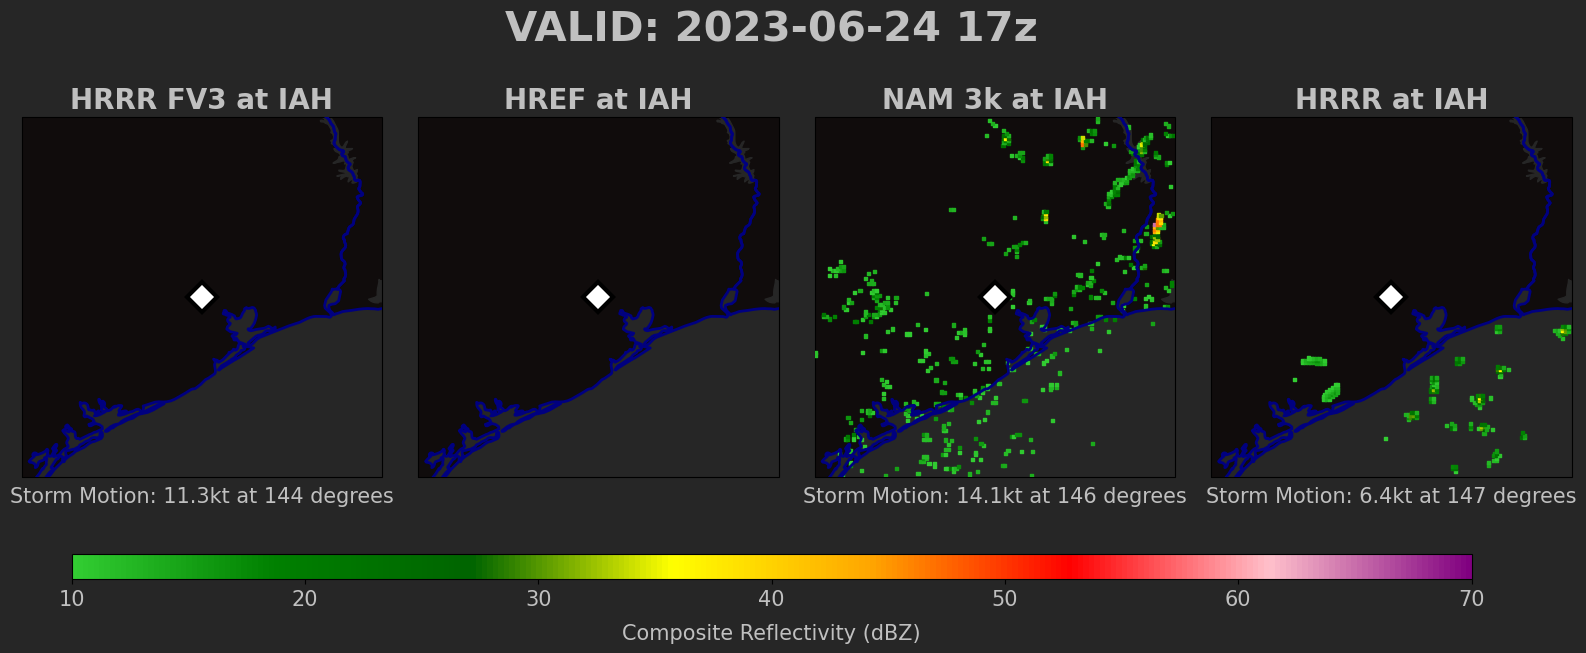 VALID: 2023-06-24 17z
HRRR FV3 at IAH
HREF at IAH
NAM 3k at IAH
HRRR at IAH
Storm Motion: 11.3kt at 144 degrees
Storm Motion: 14.1kt at 146 degrees
Storm Motion: 6.4kt at 147 degrees
10 20 30 40 50 60 70
Composite Reflectivity (dBZ)